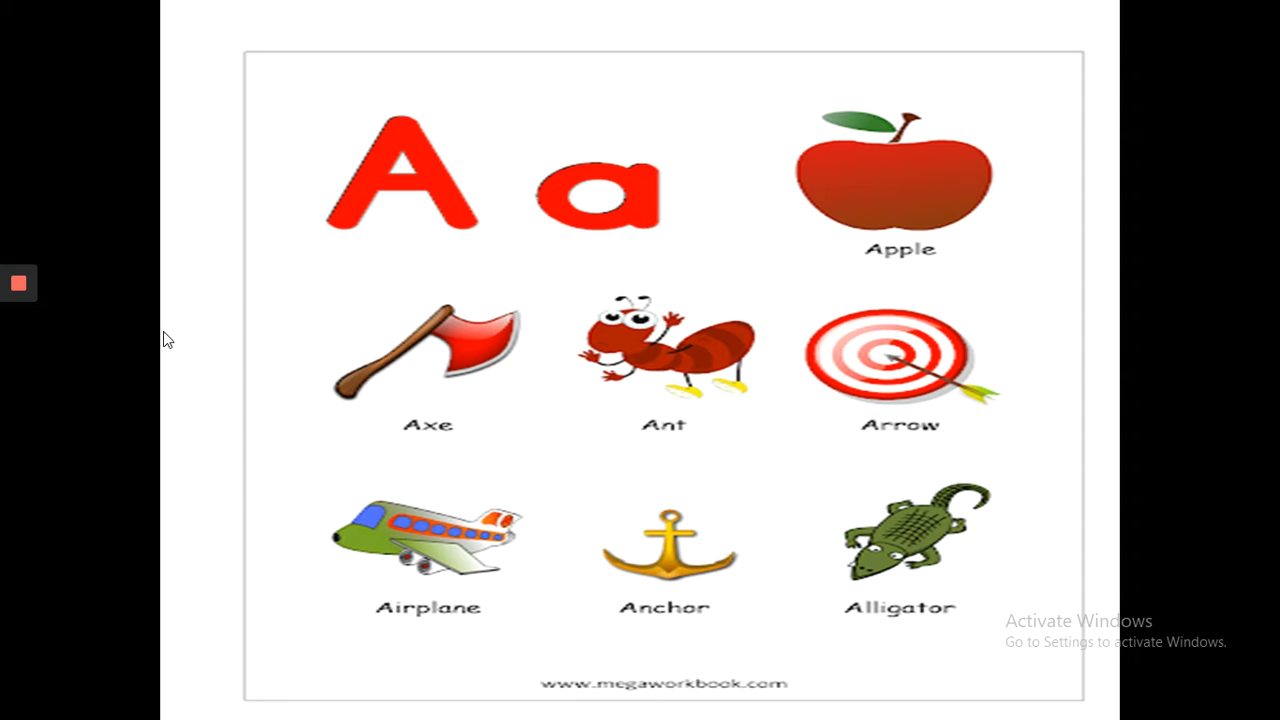 A a
Apple
Axe Ant Arrow
Airplane Anchor Alligator
Activate Windows
Go to Settings to activate Windows.
www.megaworkbook.com